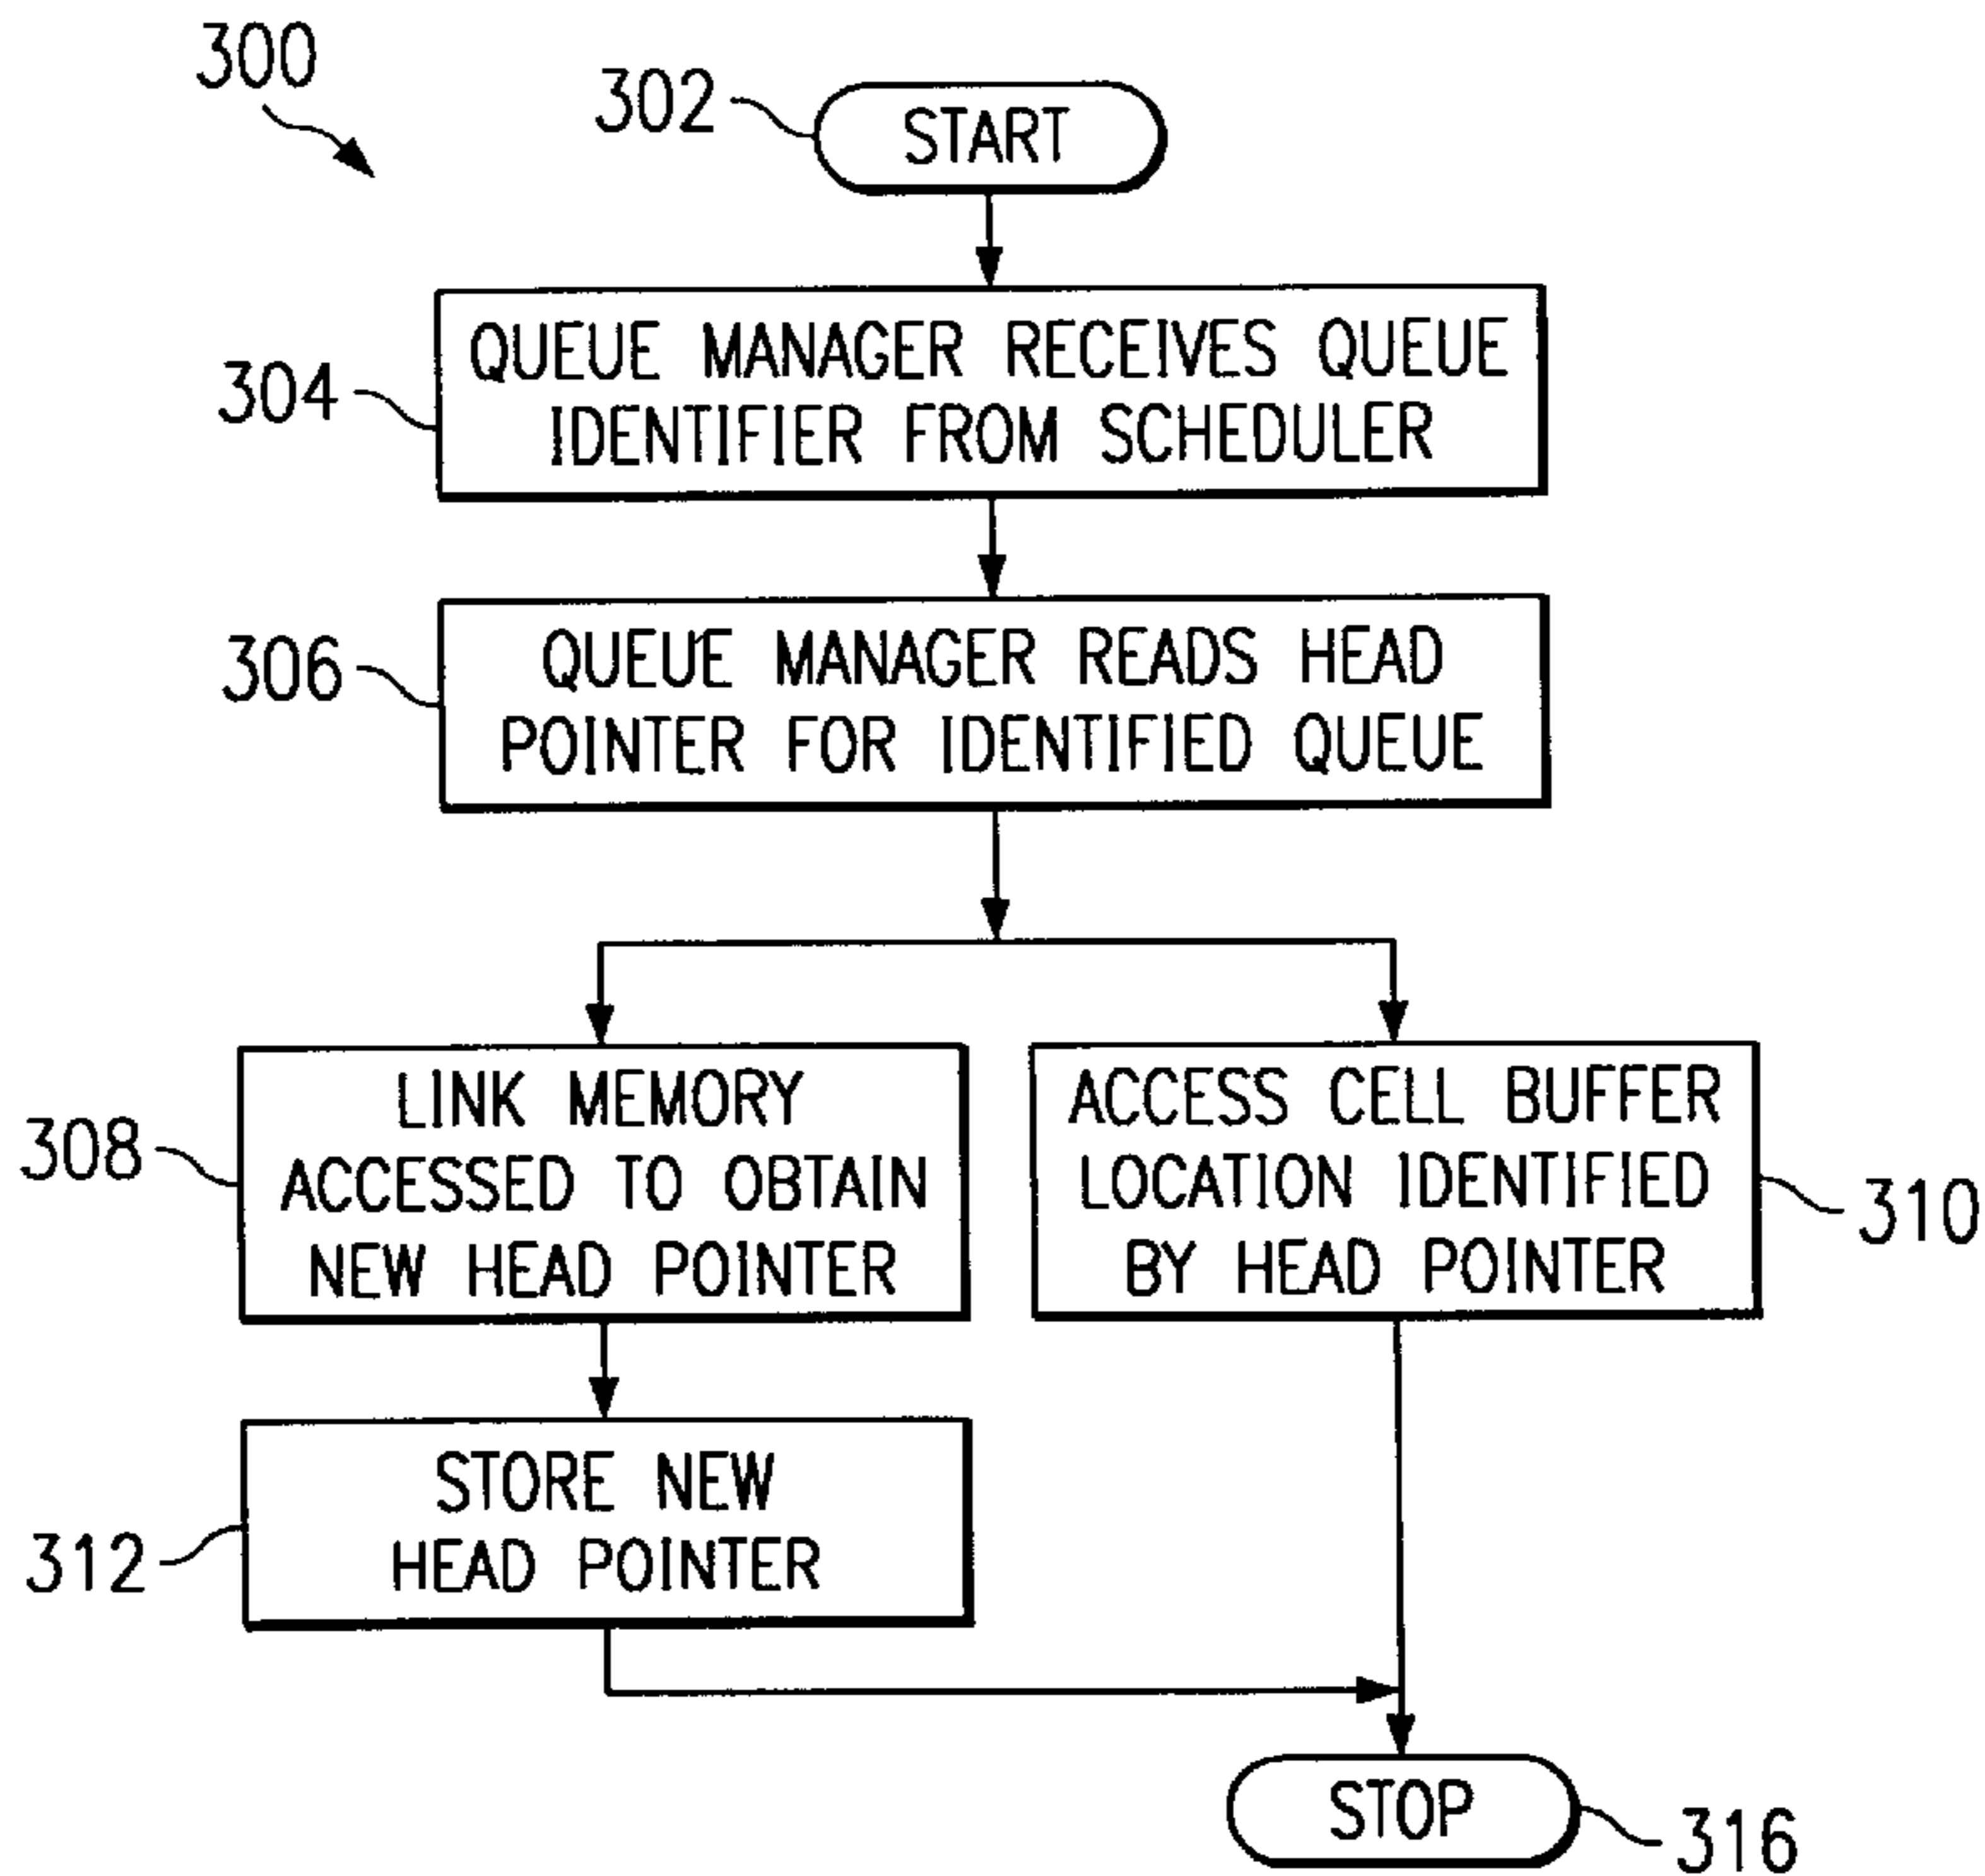 300
302
START
304
QUEUE MANAGER RECEIVES QUEUE
IDENTIFIER FROM SCHEDULER
306
QUEUE MANAGER READS HEAD
POINTER FOR IDENTIFIED QUEUE
308
LINK MEMORY
ACCESSED TO OBTAIN
NEW HEAD POINTER
ACCESS CELL BUFFER
LOCATION IDENTIFIED
BY HEAD POINTER
310
312
STORE NEW
HEAD POINTER
STOP
316